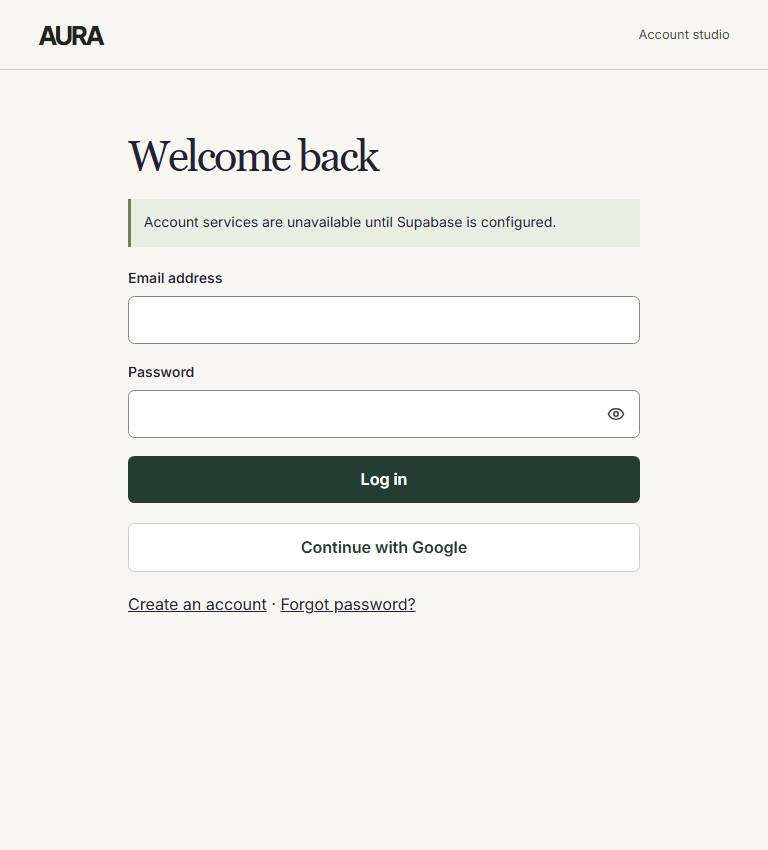 AURA
Account studio
Welcome back
Account services are unavailable until Supabase is configured.
Email address
Password
Log in
Continue with Google
Create an account · Forgot password?